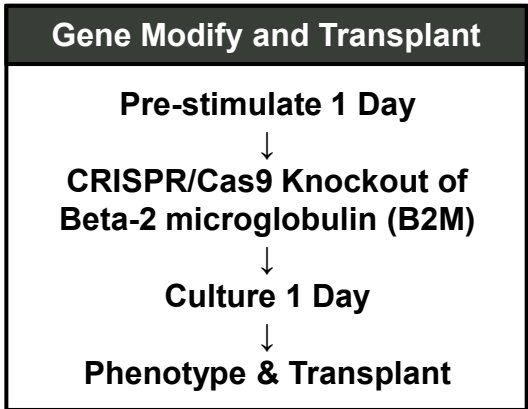 Gene Modify and Transplant
Pre-stimulate 1 Day
↓
CRISPR/Cas9 Knockout of
Beta-2 microglobulin (B2M)
↓
Culture 1 Day
↓
Phenotype & Transplant